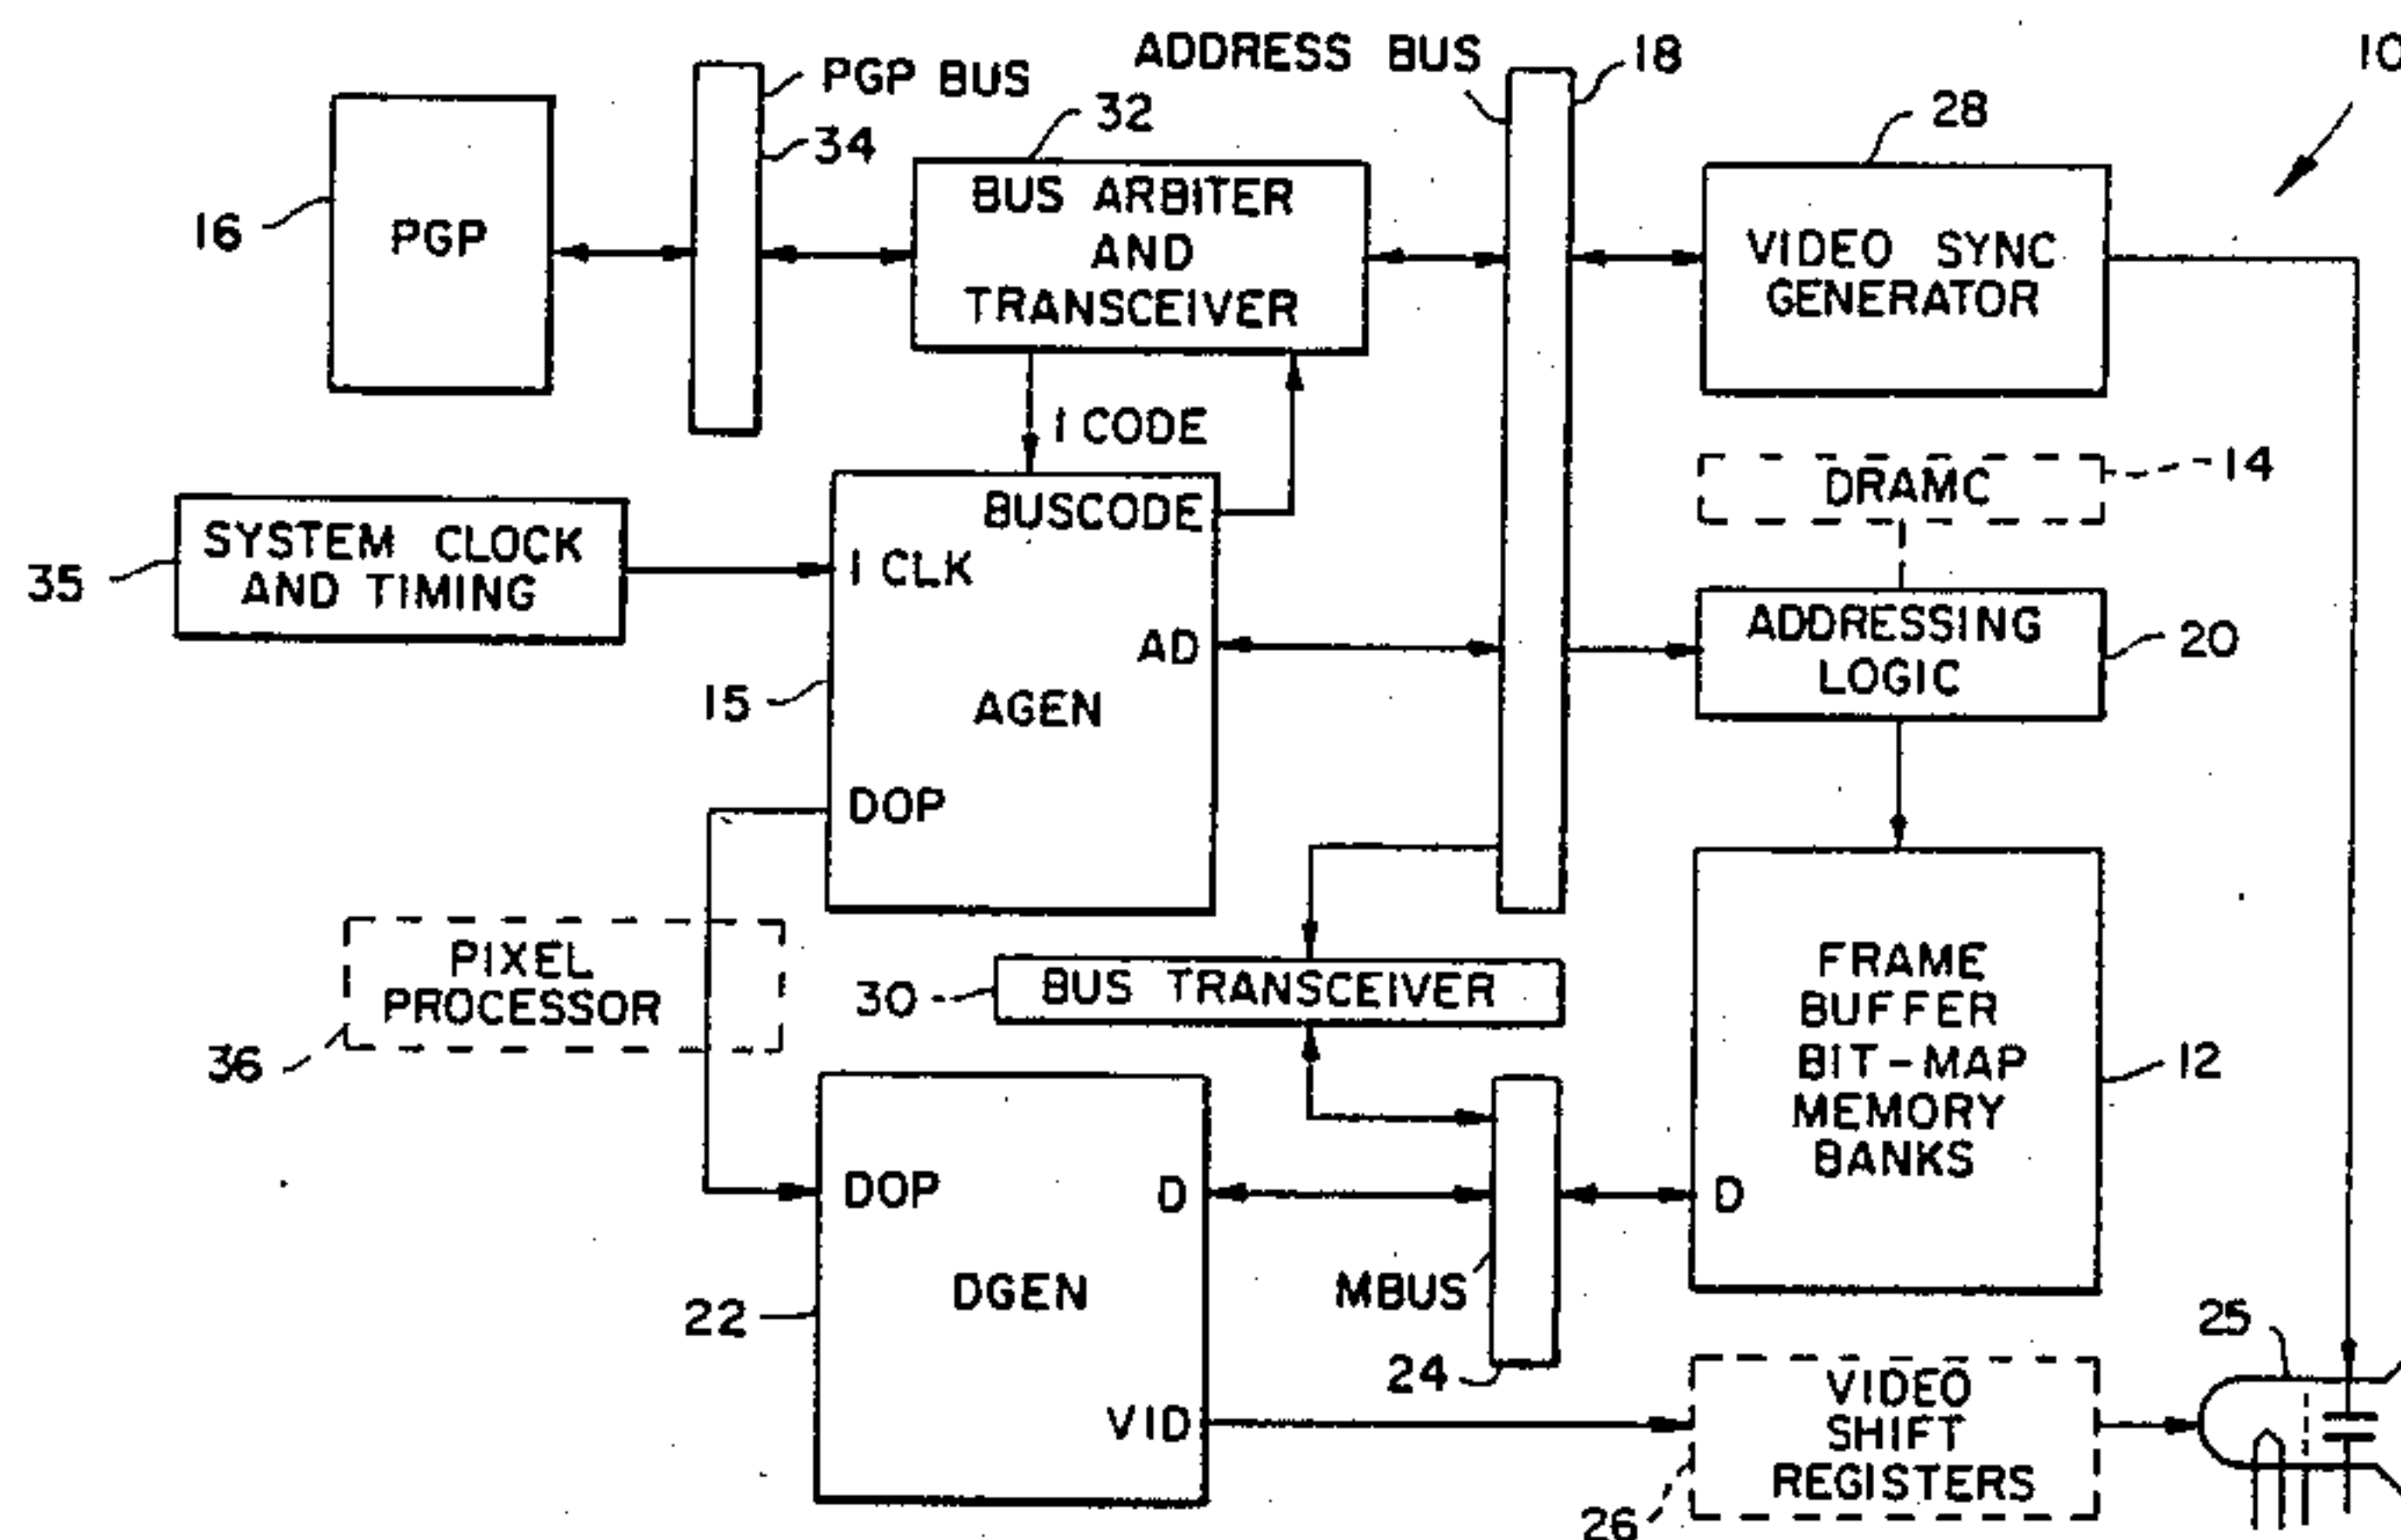 ADDRESS BUS
18
10
PGP BUS
32
28
34
16
PGP
BUS ARBITER
AND
TRANSCEIVER
VIDEO SYNC
GENERATOR
I CODE
DRAMC
14
35
SYSTEM CLOCK
AND TIMING
BUSCODE
I CLK
AD
15
AGEN
DOP
ADDRESSING
LOGIC
20
PIXEL
PROCESSOR
36
30
BUS TRANSCEIVER
FRAME
BUFFER
BIT-MAP
MEMORY
BANKS
12
D
DOP
D
22
DGEN
MBUS
24
VID
VIDEO
SHIFT
REGISTERS
26
25